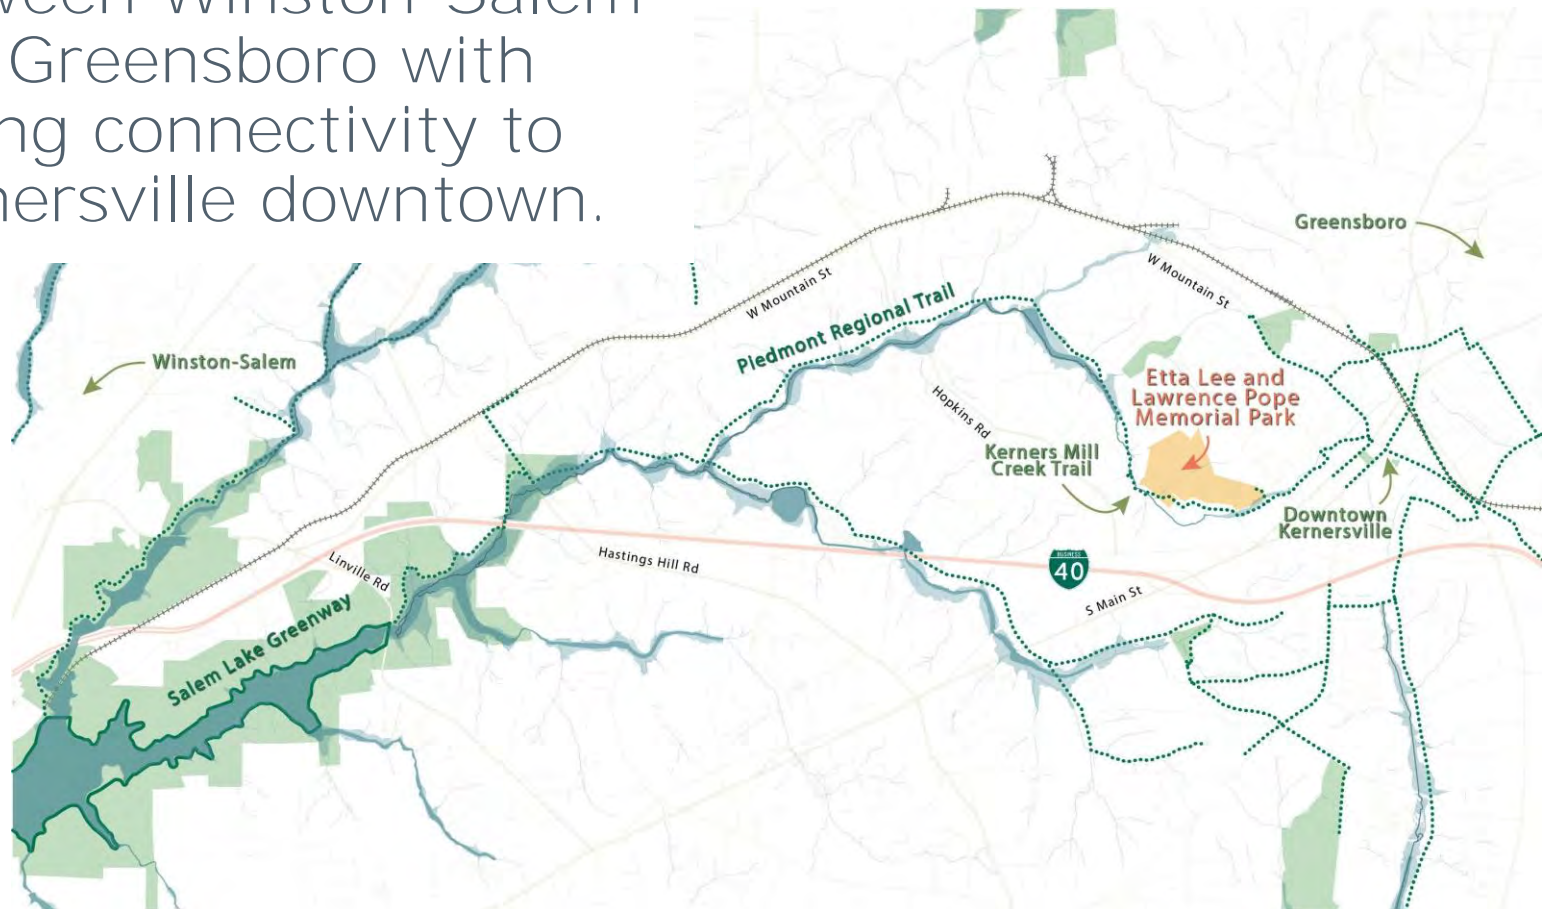 Greensboro with
connectivity to
downtown.
Greensboro
W Mountain St
W Mountain St
Piedmont Regional Trail
Winston-Salem
Etta Lee and
Lawrence Pope
Memorial Park
Hopkins Rd
Kerners Mill
Creek Trail
Downtown
Kernersville
Hastings Hill Rd
BUSINESS
40
Linville Rd
S Main St
Salem Lake Greenway